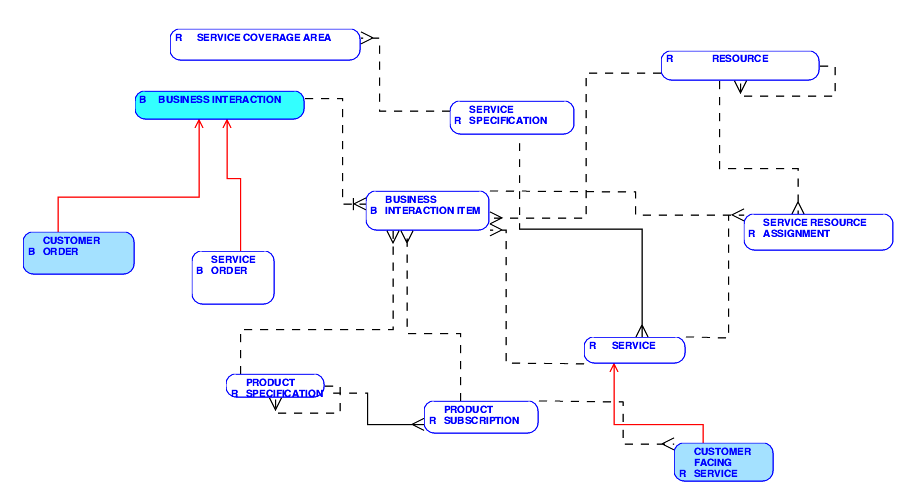 R SERVICE COVERAGE AREA
R RESOURCE
B BUSINESS INTERACTION
SERVICE
R SPECIFICATION
BUSINESS
B INTERACTION ITEM
SERVICE RESOURCE
R ASSIGNMENT
CUSTOMER
B ORDER
SERVICE
B ORDER
R SERVICE
PRODUCT
R SPECIFICATION
PRODUCT
R SUBSCRIPTION
CUSTOMER
FACING
R SERVICE